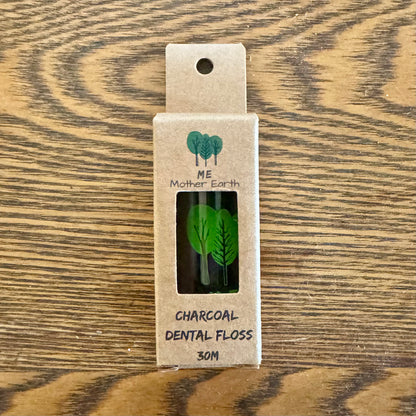 ME
Mother Earth
CHARCOAL
DENTAL FLOSS
30M